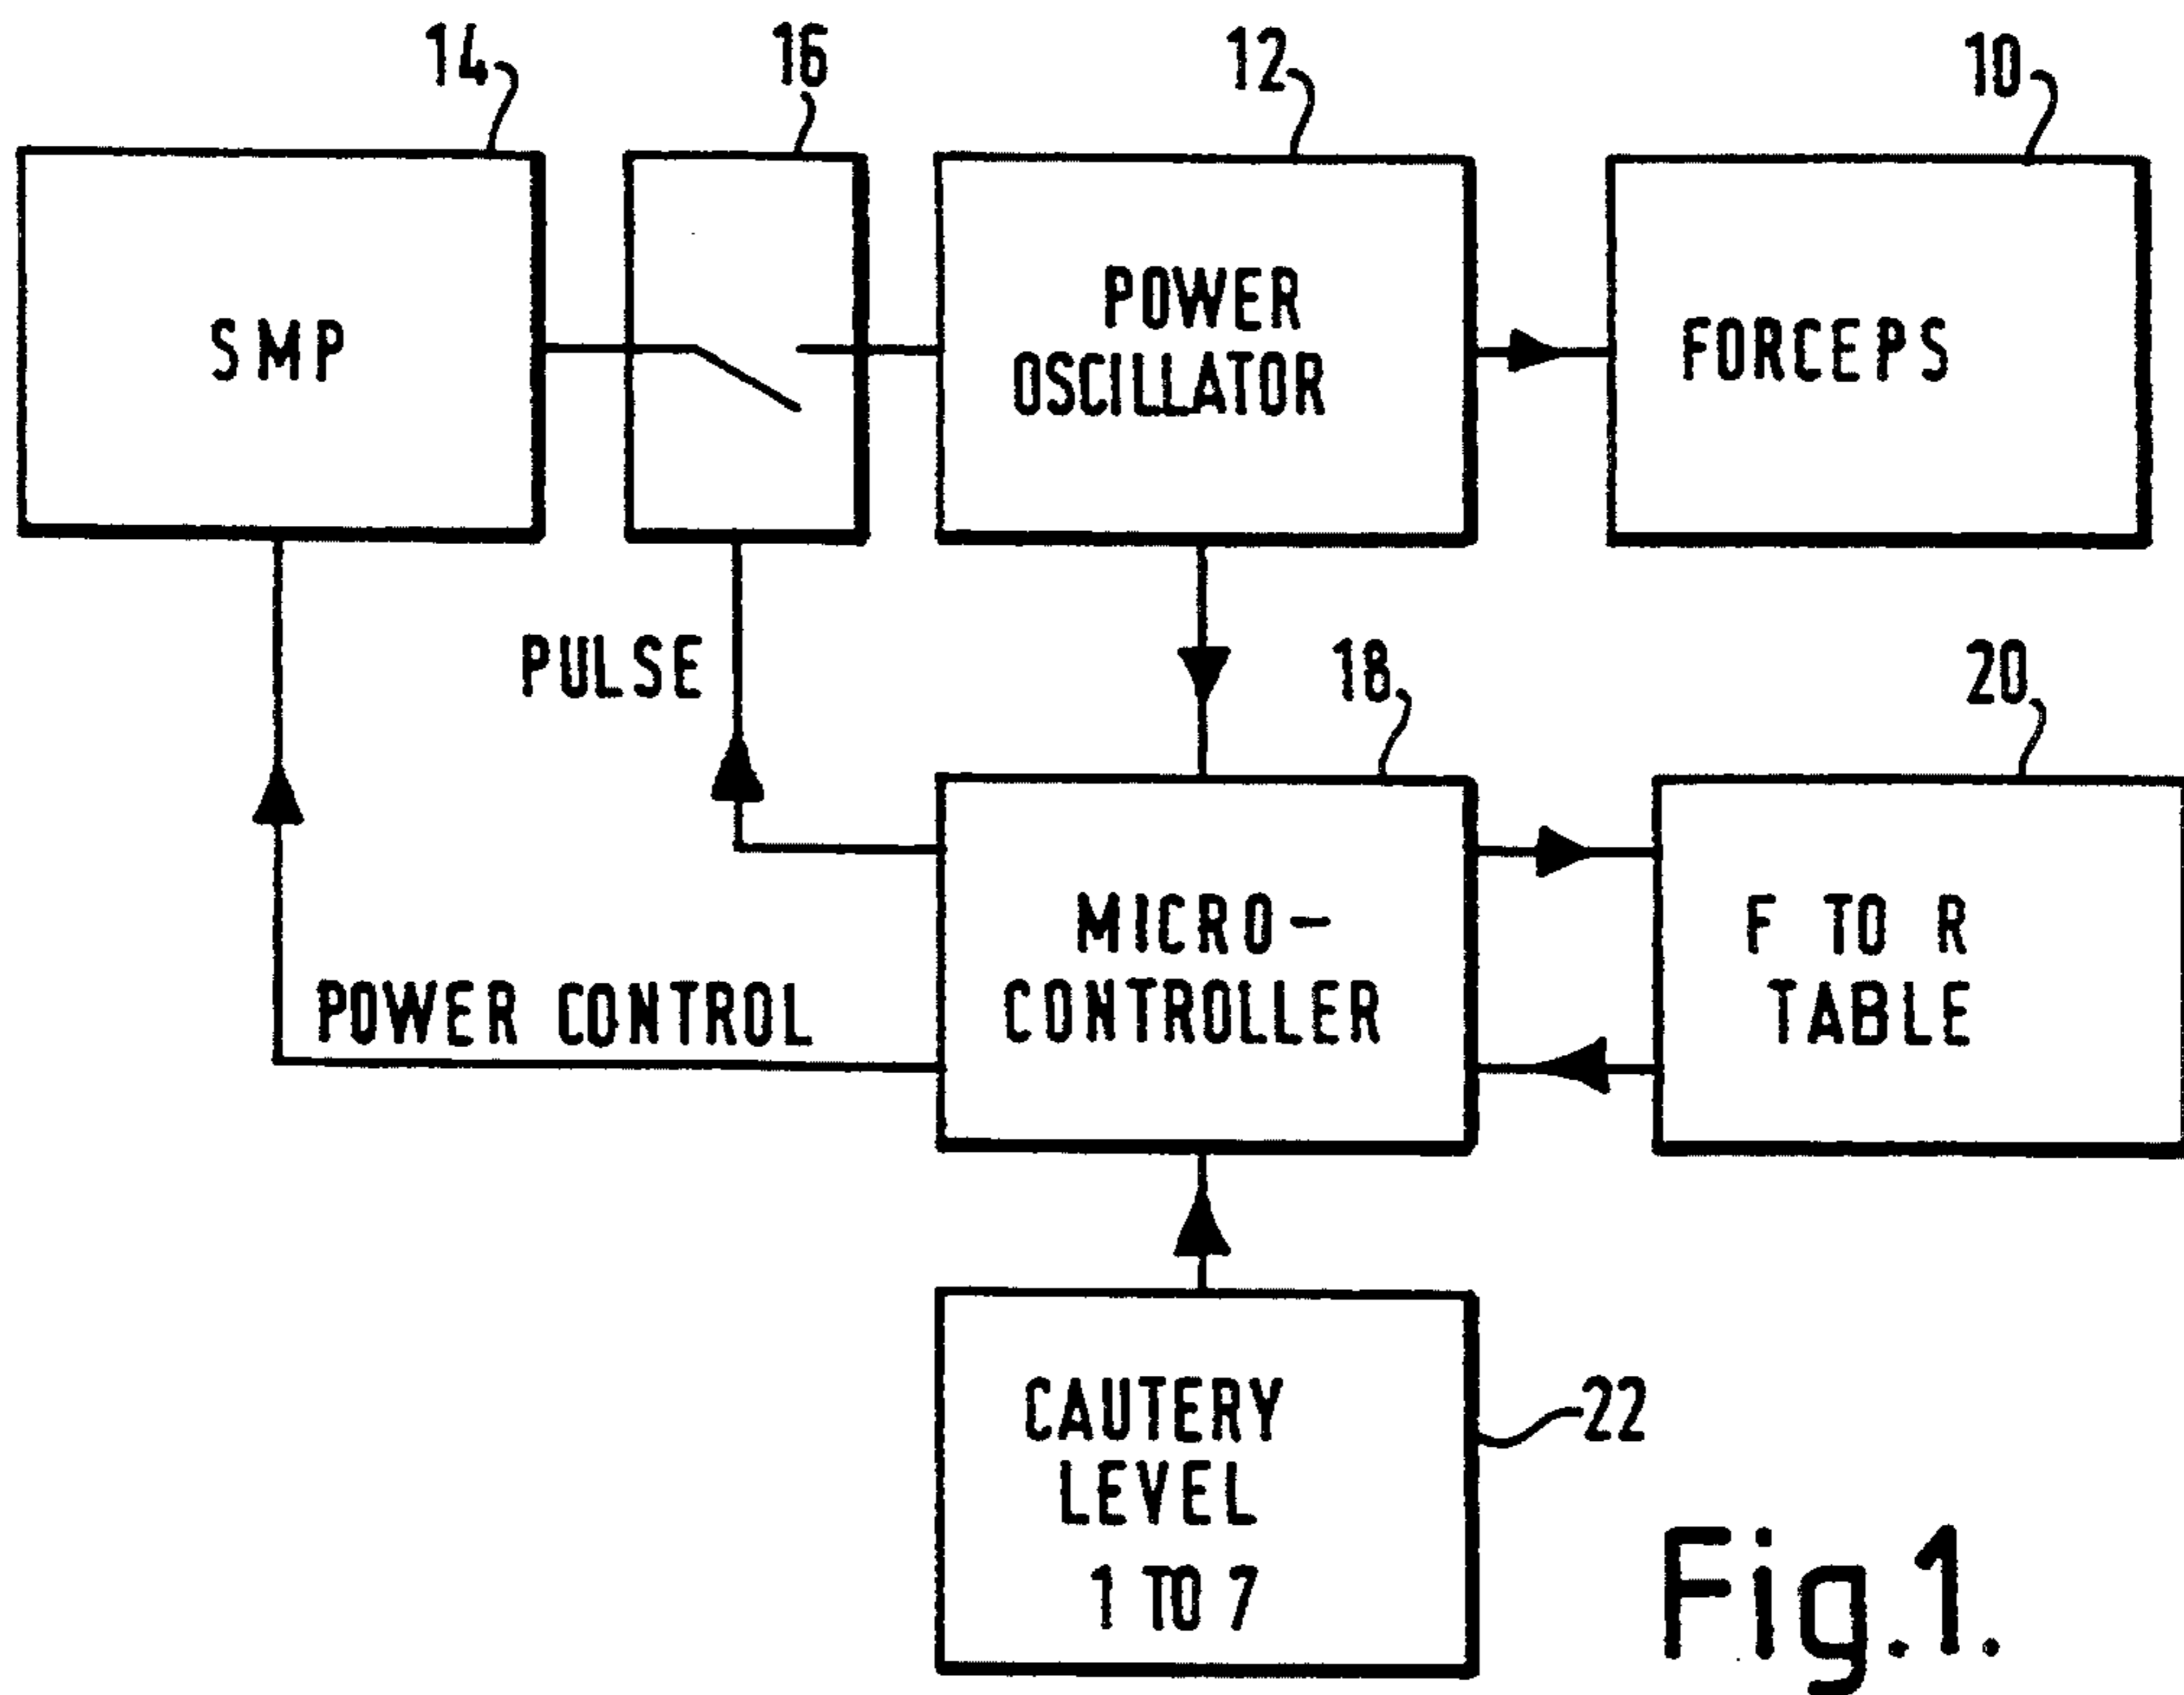 14
16
12
10
SMP
POWER
OSCILLATOR
FORCEPS
PULSE
18
20
MICRO-
CONTROLLER
F TO R
TABLE
POWER CONTROL
CAUTERY
LEVEL
1 TO 7
22
Fig.1.